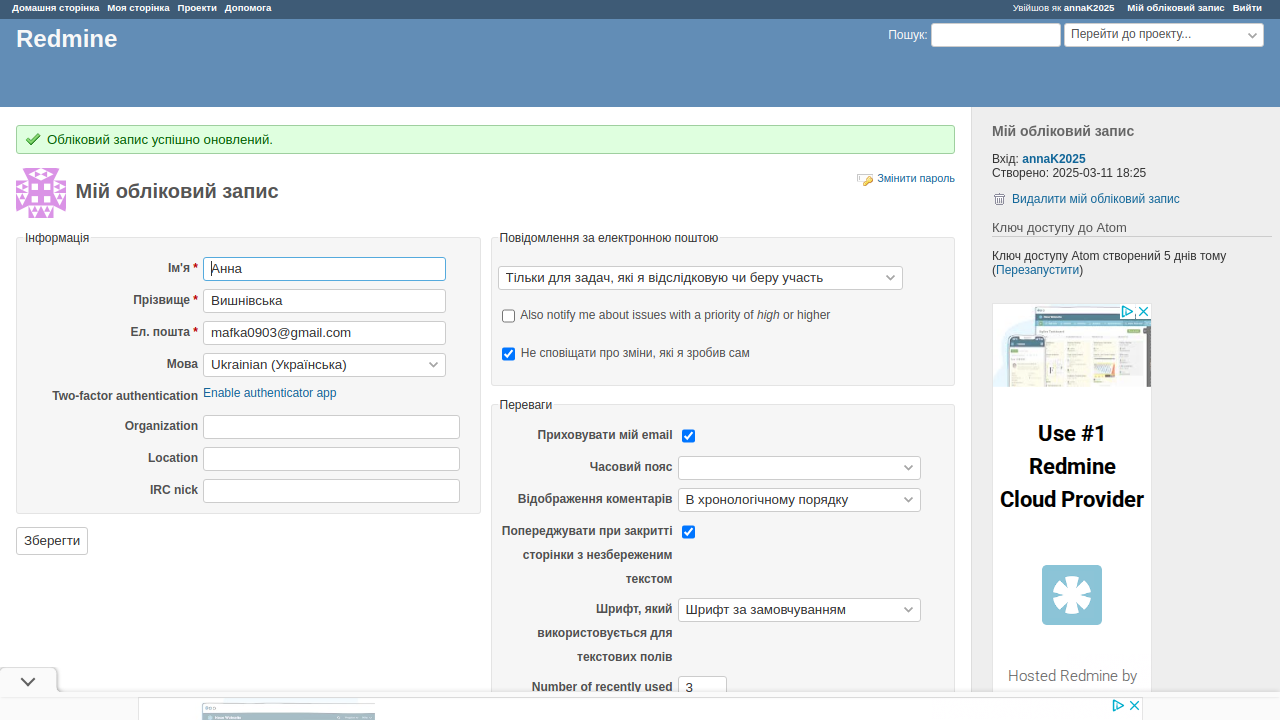 Домашня сторінка Моя сторінка Проекти Допомога
Увійшов як annaK2025 Мій обліковий запис Вийти
Redmine
Пошук: Перейти до проекту...
Обліковий запис успішно оновлений.
Мій обліковий запис
Змінити пароль
Інформація
Ім'я * Анна
Прізвище * Вишнівська
Ел. пошта * mafka0903@gmail.com
Мова Ukrainian (Українська)
Two-factor authentication Enable authenticator app
Organization
Location
IRC nick
Зберегти
Повідомлення за електронною поштою
Тільки для задач, які я відслідковую чи беру участь
Also notify me about issues with a priority of high or higher
Не сповіщати про зміни, які я зробив сам
Переваги
Приховувати мій email
Часовий пояс
Відображення коментарів В хронологічному порядку
Попереджувати при закритті
сторінки з незбереженим
текстом
Шрифт, який Шрифт за замовчуванням
використовується для
текстових полів
Number of recently used 3
Мій обліковий запис
Вхід: annaK2025
Створено: 2025-03-11 18:25
Видалити мій обліковий запис
Ключ доступу до Atom
Ключ доступу Atom створений 5 днів тому
(Перезапустити)
Use #1
Redmine
Cloud Provider
Hosted Redmine by